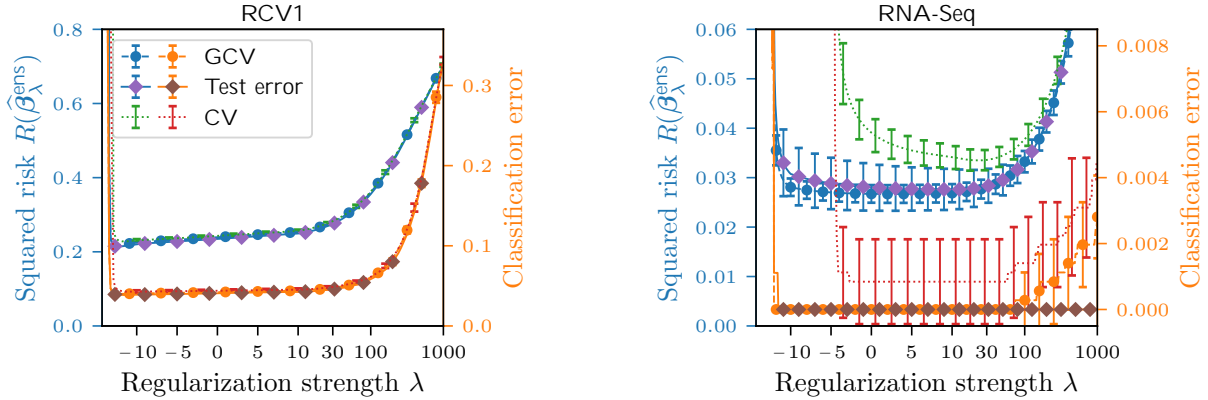 RCV1
Squared risk R(β̂_λ^ens)
0.8
0.6
0.4
0.2
0.0
GCV
Test error
CV
0.3
0.2
0.1
0.0
Classification error
−10 −5 0 5 10 30 100 1000
Regularization strength λ
RNA-Seq
Squared risk R(β̂_λ^ens)
0.06
0.05
0.04
0.03
0.02
0.01
0.00
0.008
0.006
0.004
0.002
0.000
Classification error
−10 −5 0 5 10 30 100 1000
Regularization strength λ